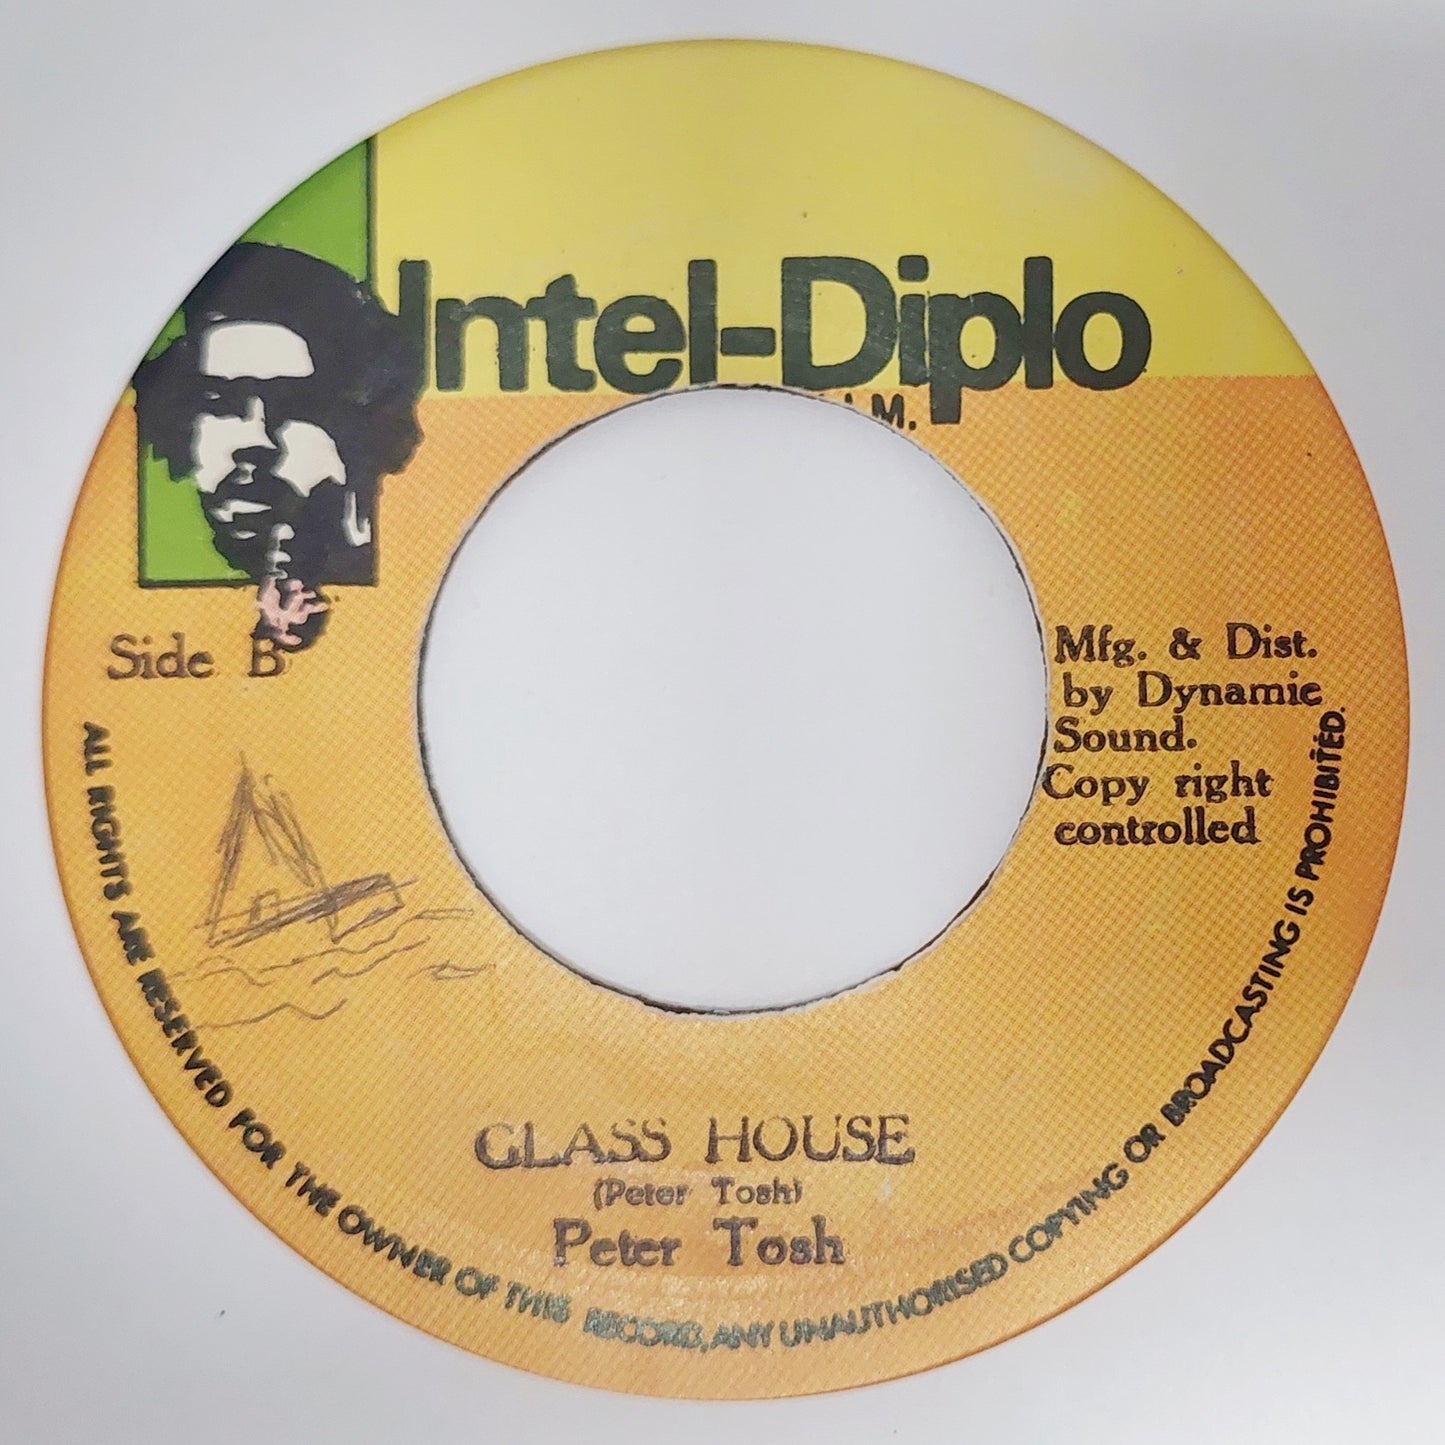 Intel-Diplo
M.
Side B
Mfg. & Dist.
by Dynamic
Sound.
Copy right
controlled
GLASS HOUSE
(Peter Tosh)
Peter Tosh
ALL RIGHTS ARE RESERVED FOR THE OWNER OF THIS RECORD, ANY UNAUTHORISED COPYING OR BROADCASTING IS PROHIBITED.